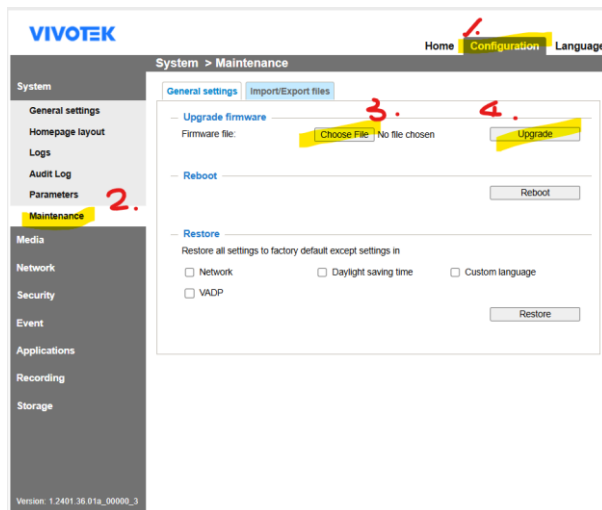 VIVOTEK
1.
Home Configuration Language
System > Maintenance
System
General settings
Homepage layout
Logs
Audit Log
Parameters
2.
Maintenance
Media
Network
Security
Event
Applications
Recording
Storage
Version: 1.2401.36.01a_00000_3
General settings Import/Export files
3. 4.
Upgrade firmware
Firmware file: Choose File No file chosen Upgrade
Reboot
Reboot
Restore
Restore all settings to factory default except settings in
Network Daylight saving time Custom language
VADP
Restore